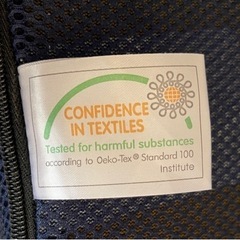 CONFIDENCE
IN TEXTILES
Tested for harmful substances
according to Oeko-Tex® Standard 100
Institute